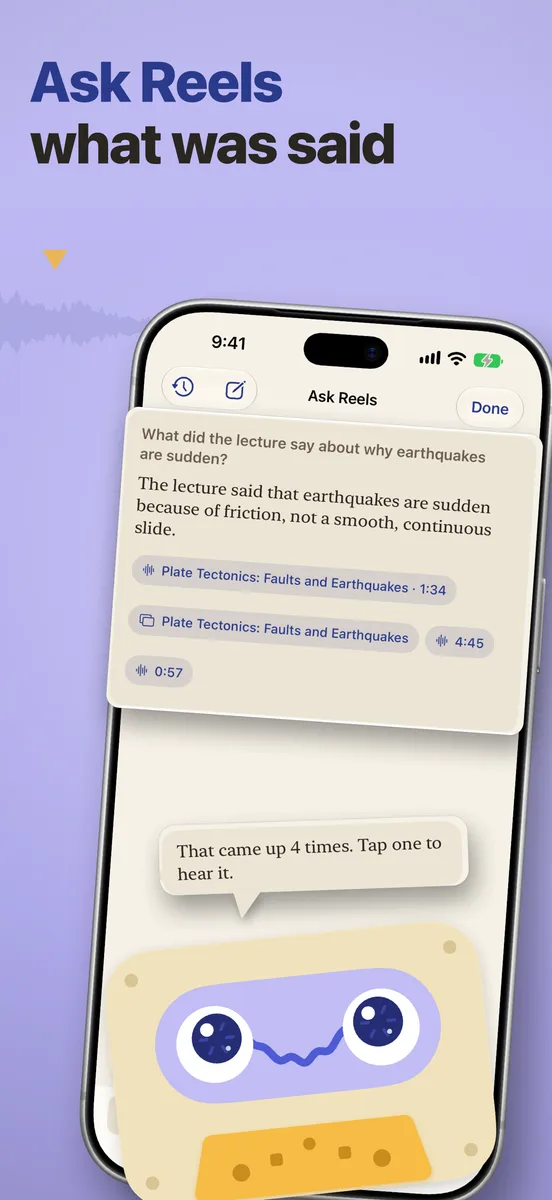 Ask Reels
what was said
9:41
Ask Reels
Done
What did the lecture say about why earthquakes
are sudden?
The lecture said that earthquakes are sudden
because of friction, not a smooth, continuous
slide.
Plate Tectonics: Faults and Earthquakes · 1:34
Plate Tectonics: Faults and Earthquakes
4:45
0:57
That came up 4 times. Tap one to
hear it.